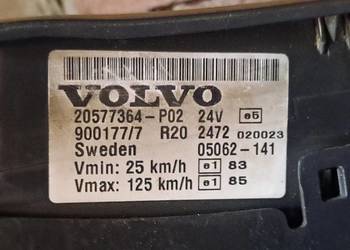 VOLVO
20577364-P02 24V e5
900177/7 R20 2472 020023
Sweden 05062-141
Vmin: 25 km/h e1 83
Vmax: 125 km/h e1 85